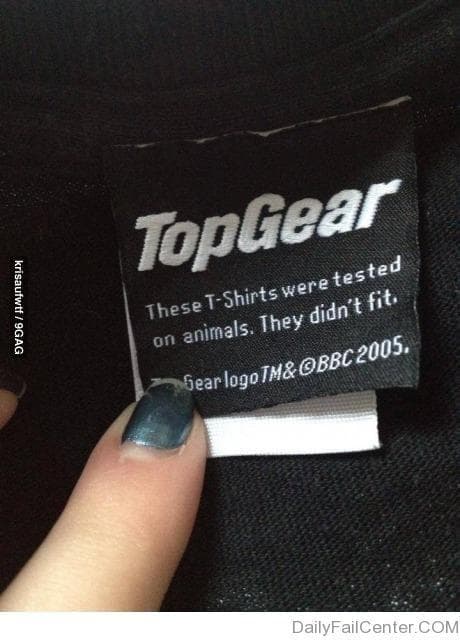 TopGear
These T-Shirts were tested
on animals. They didn't fit.
Gear logo TM & © BBC 2005.
krisaufwtf / 9GAG
DailyFailCenter.COM